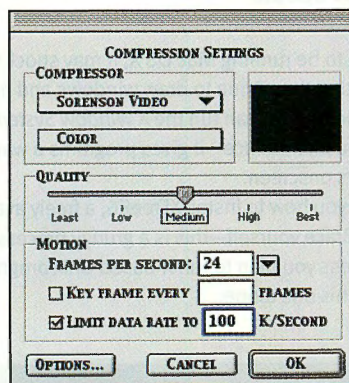 Compression Settings
Compressor
Sorenson Video
Color
Quality
Least Low Medium High Best
Motion
Frames per second: 24
Key frame every frames
Limit data rate to 100 K/Second
Options... Cancel OK